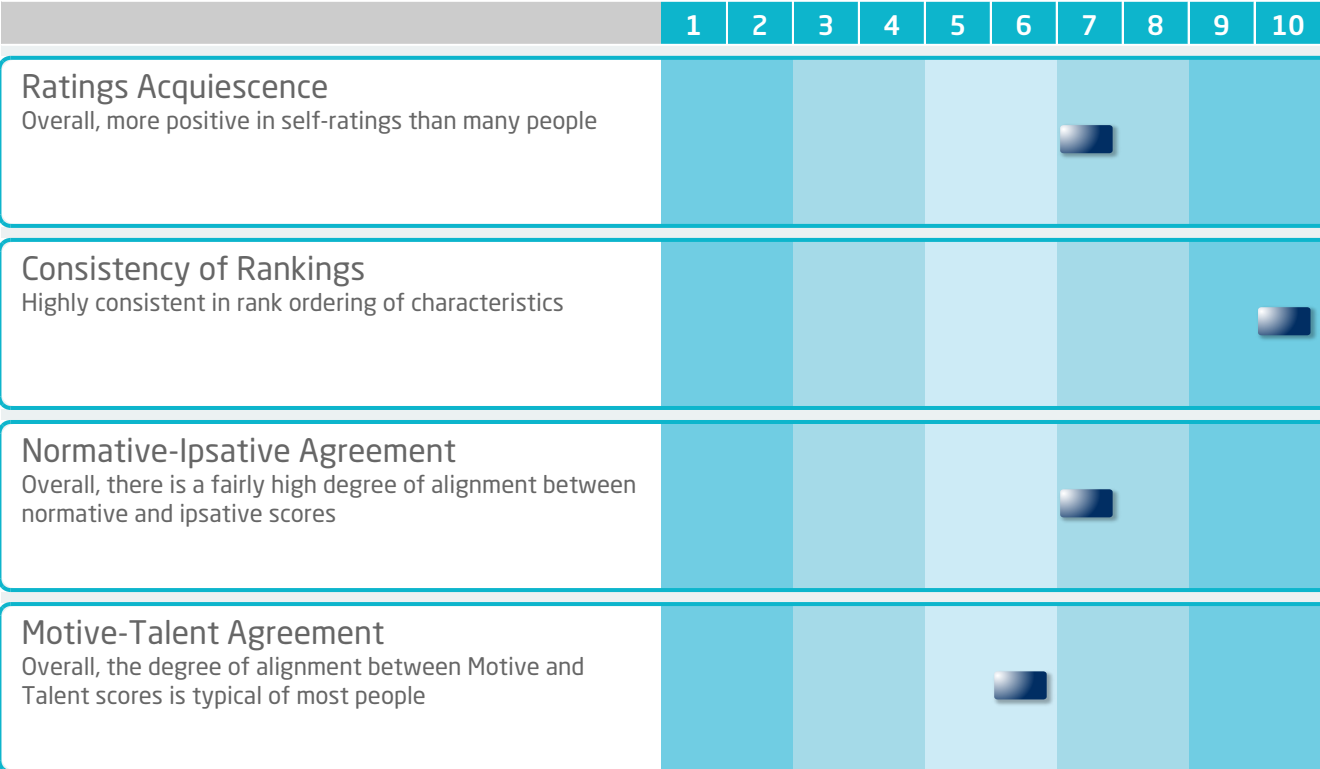 1 2 3 4 5 6 7 8 9 10
Ratings Acquiescence
Overall, more positive in self-ratings than many people
Consistency of Rankings
Highly consistent in rank ordering of characteristics
Normative-Ipsative Agreement
Overall, there is a fairly high degree of alignment between
normative and ipsative scores
Motive-Talent Agreement
Overall, the degree of alignment between Motive and
Talent scores is typical of most people